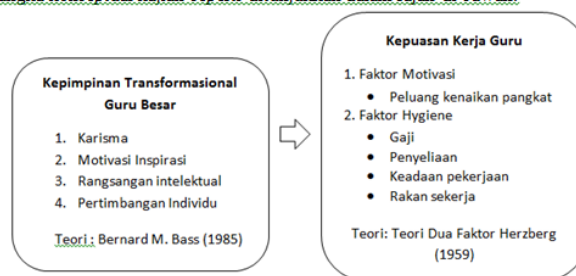 Kepimpinan Transformasional
Guru Besar
1. Karisma
2. Motivasi Inspirasi
3. Rangsangan intelektual
4. Pertimbangan Individu
Teori : Bernard M. Bass (1985)
Kepuasan Kerja Guru
1. Faktor Motivasi
• Peluang kenaikan pangkat
2. Faktor Hygiene
• Gaji
• Penyeliaan
• Keadaan pekerjaan
• Rakan sekerja
Teori: Teori Dua Faktor Herzberg
(1959)